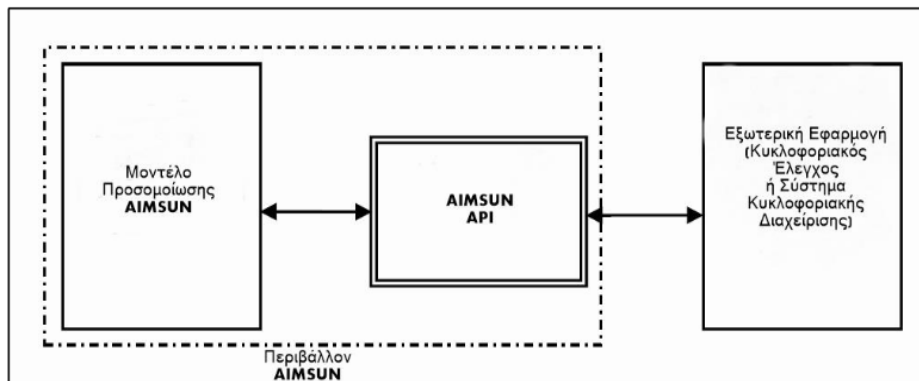 Μοντέλο
Προσομοίωσης
AIMSUN
AIMSUN
API
Εξωτερική Εφαρμογή
(Κυκλοφοριακός
Έλεγχος
ή Σύστημα
Κυκλοφοριακής
Διαχείρισης)
Περιβάλλον
AIMSUN